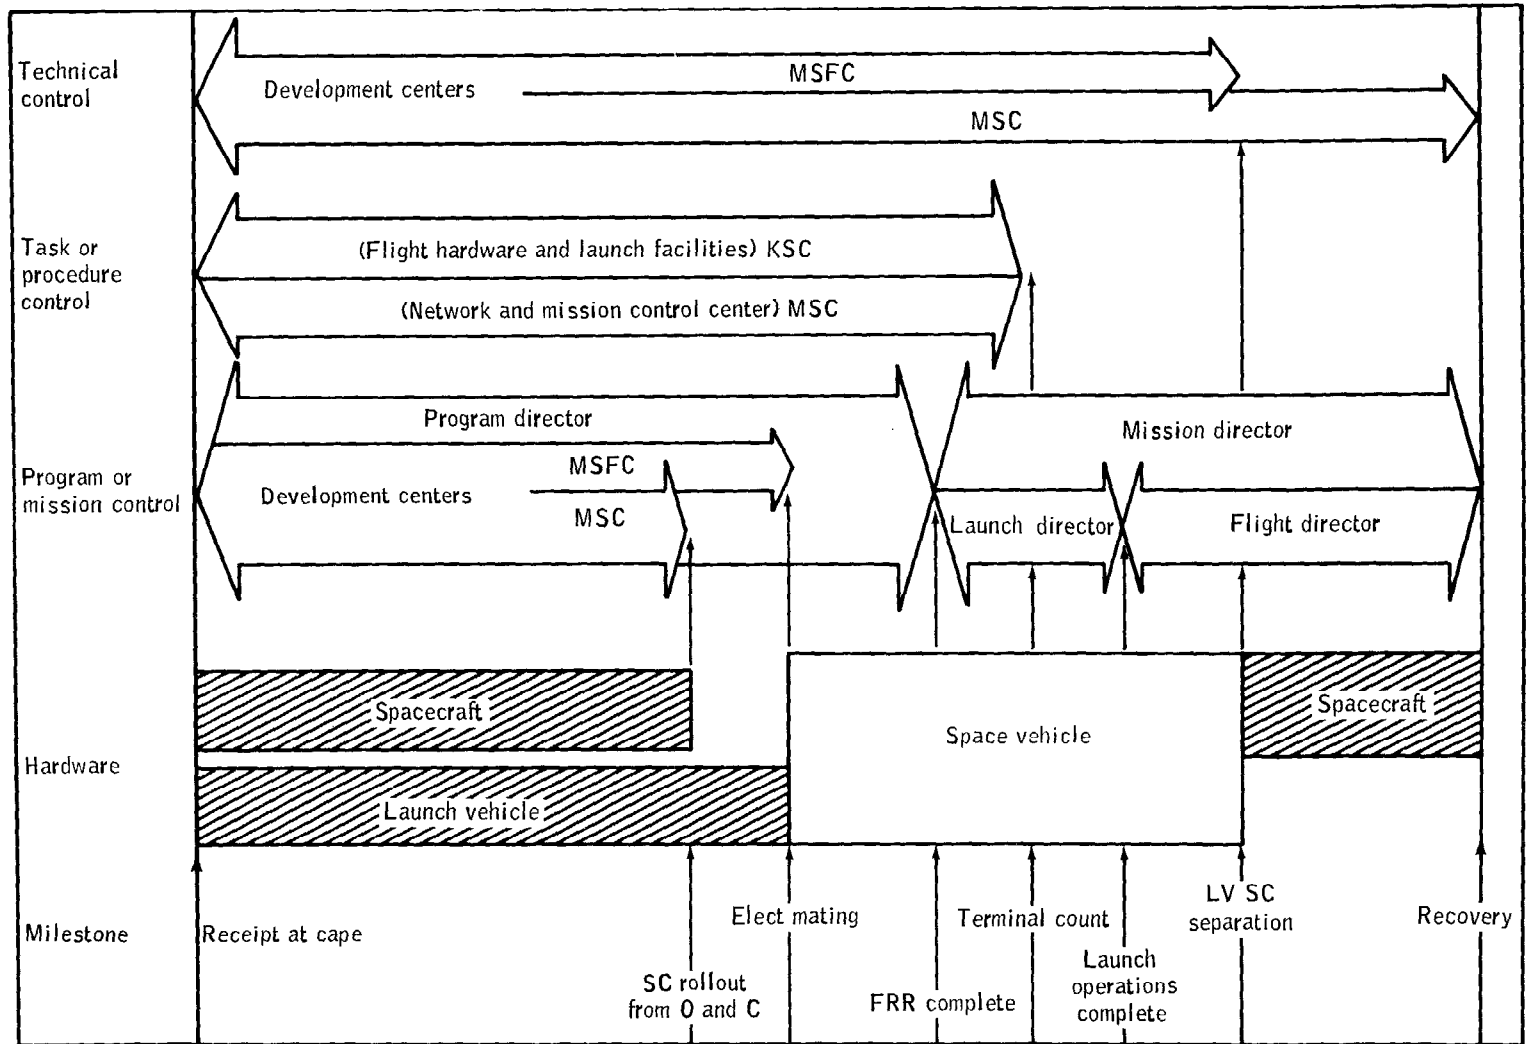 Technical
control
Development centers
MSFC
MSC
Task or
procedure
control
(Flight hardware and launch facilities) KSC
(Network and mission control center) MSC
Program or
mission control
Program director
MSFC
Development centers
MSC
Mission director
Launch director
Flight director
Hardware
Spacecraft
Launch vehicle
Space vehicle
Spacecraft
Milestone
Receipt at cape
SC rollout
from O and C
Elect mating
FRR complete
Terminal count
Launch
operations
complete
LV SC
separation
Recovery